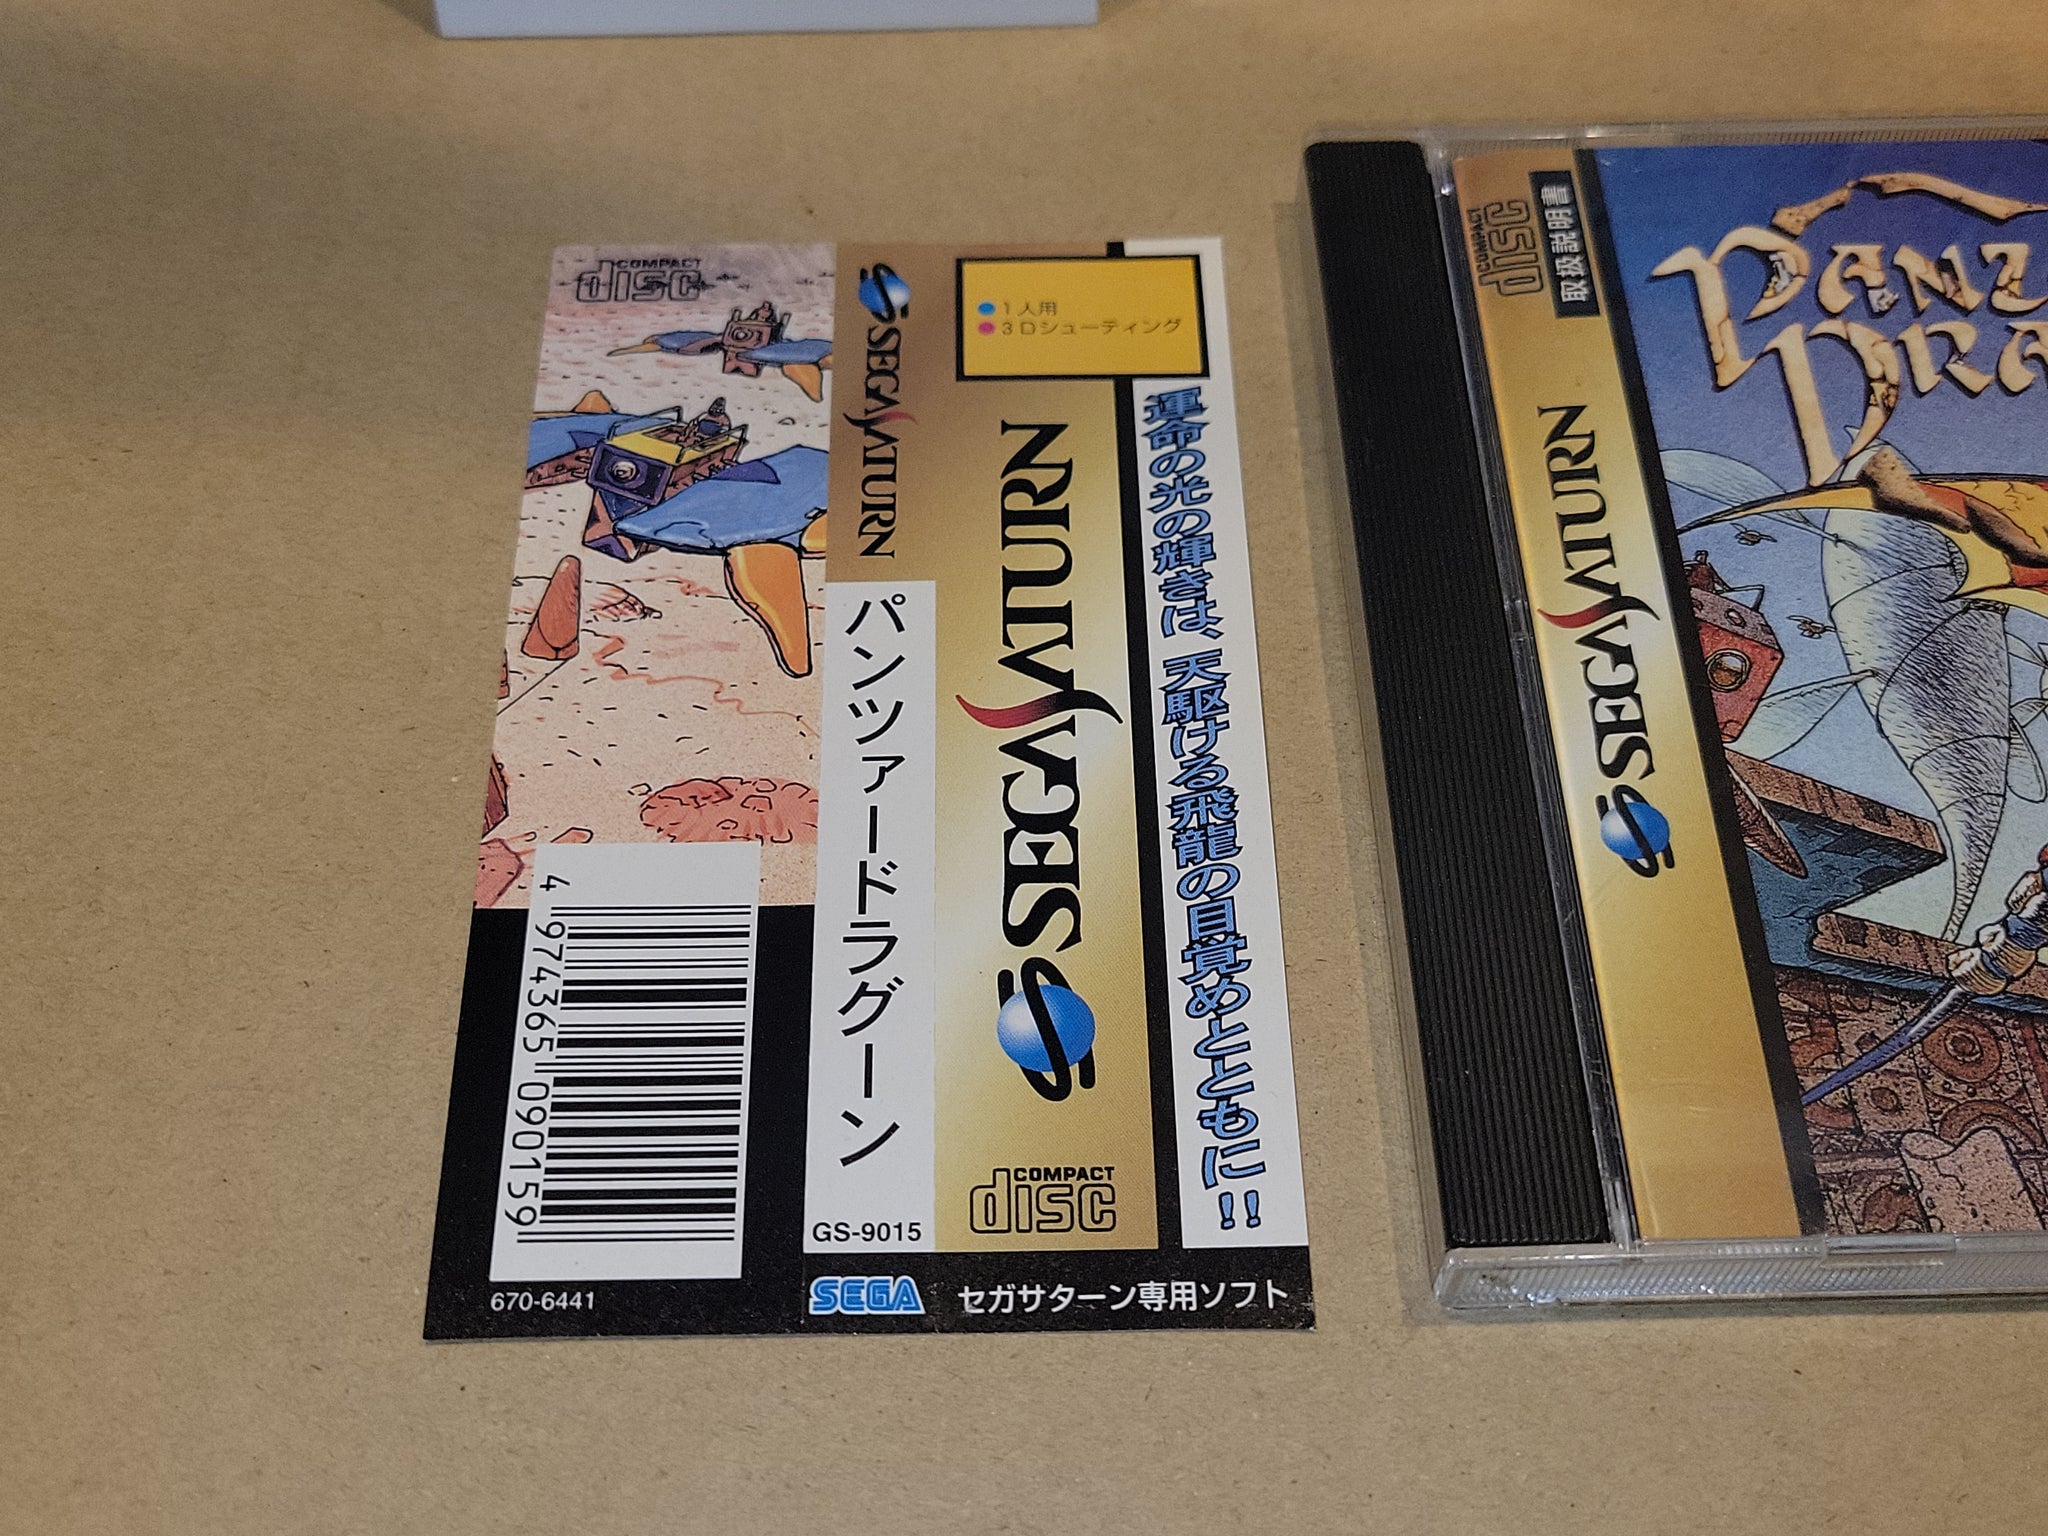 COMPACT
disc
SEGA SATURN
パンツァードラグーン
GS-9015
4 974365 090159
670-6441
SEGA
●1人用
●3Dシューティング
SEGA SATURN
COMPACT
disc
運命の光の輝きは、天駆ける飛龍の目覚めとともに!!
セガサターン専用ソフト
COMPACT
disc
取扱説明書
SEGA SATURN
PANZ
DRA